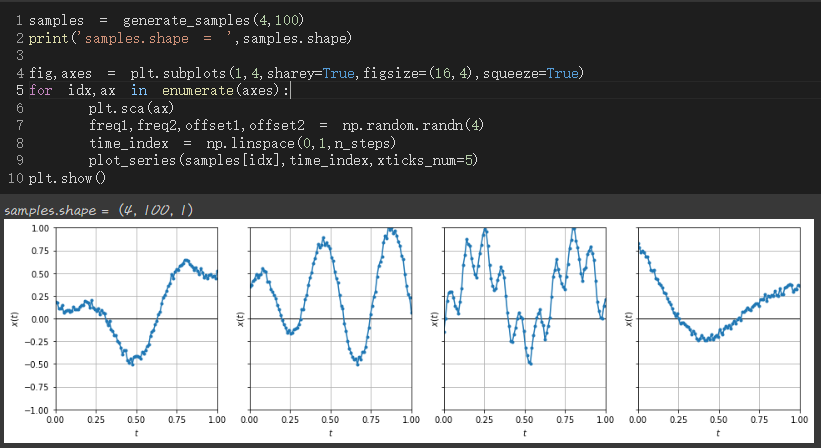 1 samples = generate_samples(4,100)
2 print('samples.shape = ',samples.shape)
3
4 fig,axes = plt.subplots(1,4,sharey=True,figsize=(16,4),squeeze=True)
5 for idx,ax in enumerate(axes):
6 plt.sca(ax)
7 freq1,freq2,offset1,offset2 = np.random.randn(4)
8 time_index = np.linspace(0,1,n_steps)
9 plot_series(samples[idx],time_index,xticks_num=5)
10 plt.show()
samples.shape = (4, 100, 1)
1.00
0.75
0.50
0.25
0.00
−0.25
−0.50
−0.75
−1.00
x(t)
x(t)
x(t)
x(t)
0.00 0.25 0.50 0.75 1.00
0.00 0.25 0.50 0.75 1.00
0.00 0.25 0.50 0.75 1.00
0.00 0.25 0.50 0.75 1.00
t
t
t
t